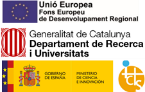 Unió Europea
Fons Europeu
de Desenvolupament Regional
Generalitat de Catalunya
Departament de Recerca
i Universitats
GOBIERNO
DE ESPAÑA
MINISTERIO
DE CIENCIA
E INNOVACIÓN